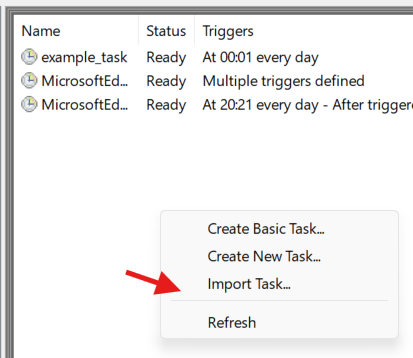 Name Status Triggers
example_task Ready At 00:01 every day
MicrosoftEd... Ready Multiple triggers defined
MicrosoftEd... Ready At 20:21 every day - After triggere
Create Basic Task...
Create New Task...
Import Task...
Refresh